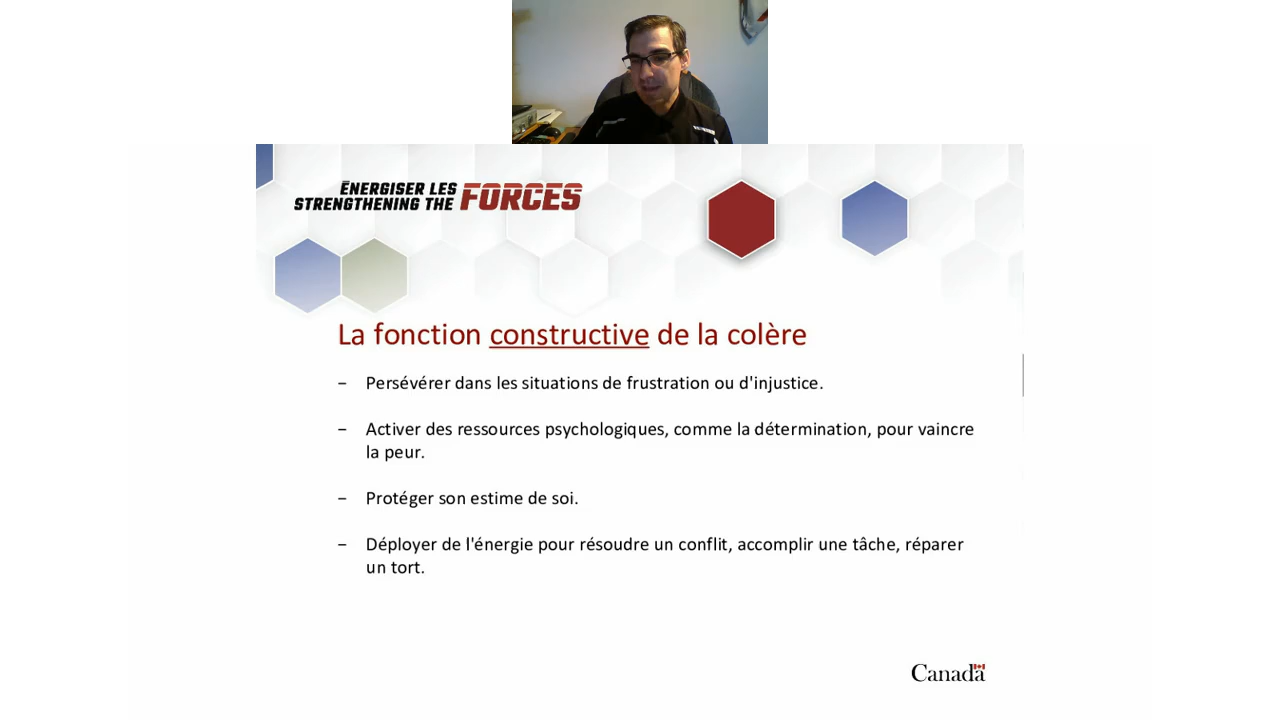 ÉNERGISER LES
STRENGTHENING THE FORCES
La fonction constructive de la colère
− Persévérer dans les situations de frustration ou d'injustice.
− Activer des ressources psychologiques, comme la détermination, pour vaincre
la peur.
− Protéger son estime de soi.
− Déployer de l'énergie pour résoudre un conflit, accomplir une tâche, réparer
un tort.
Canada